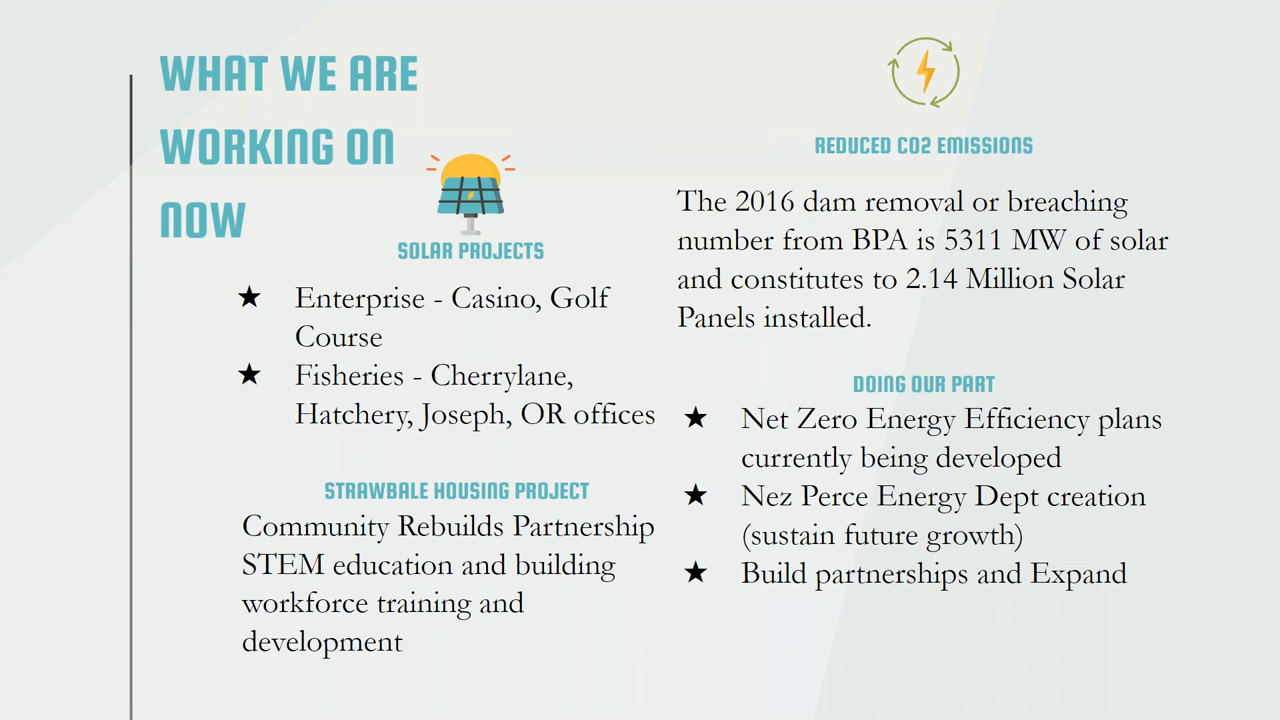 WHAT WE ARE
WORKING ON
NOW
SOLAR PROJECTS
★ Enterprise - Casino, Golf
Course
★ Fisheries - Cherrylane,
Hatchery, Joseph, OR offices
STRAWBALE HOUSING PROJECT
Community Rebuilds Partnership
STEM education and building
workforce training and
development
REDUCED CO2 EMISSIONS
The 2016 dam removal or breaching
number from BPA is 5311 MW of solar
and constitutes to 2.14 Million Solar
Panels installed.
DOING OUR PART
★ Net Zero Energy Efficiency plans
currently being developed
★ Nez Perce Energy Dept creation
(sustain future growth)
★ Build partnerships and Expand